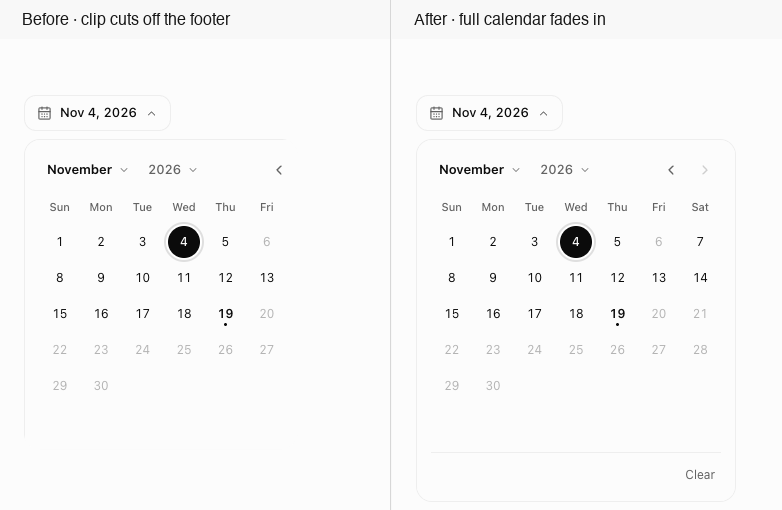 Before · clip cuts off the footer
Nov 4, 2026
November 2026
Sun Mon Tue Wed Thu Fri
1 2 3 4 5 6
8 9 10 11 12 13
15 16 17 18 19 20
22 23 24 25 26 27
29 30
After · full calendar fades in
Nov 4, 2026
November 2026
Sun Mon Tue Wed Thu Fri Sat
1 2 3 4 5 6 7
8 9 10 11 12 13 14
15 16 17 18 19 20 21
22 23 24 25 26 27 28
29 30
Clear